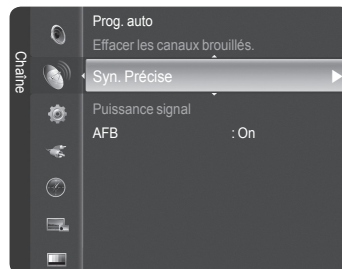 Chaîne
Prog. auto
Effacer les canaux brouillés.
Syn. Précise
Puissance signal
AFB : On